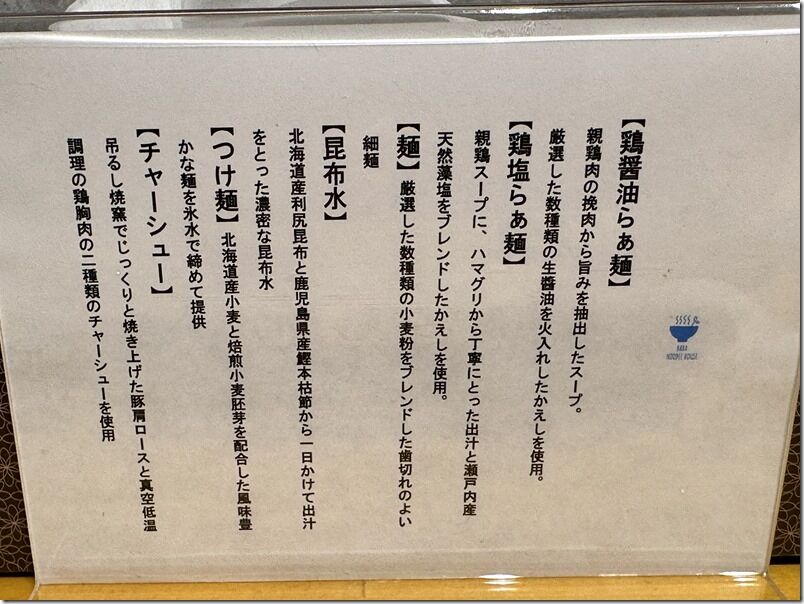 【鶏醤油らぁ麺】
親鶏肉の挽肉から旨みを抽出したスープ。
厳選した数種類の生醤油を火入れしたかえしを使用。
【鶏塩らぁ麺】
親鶏スープに、ハマグリから丁寧にとった出汁と瀬戸内産
天然藻塩をブレンドしたかえしを使用。
【麺】厳選した数種類の小麦粉をブレンドした歯切れのよい
細麺
【昆布水】
北海道産利尻昆布と鹿児島県産鰹本枯節から一日かけて出汁
をとった濃密な昆布水
【つけ麺】北海道産小麦と焙煎小麦胚芽を配合した風味豊
かな麺を氷水で締めて提供
【チャーシュー】
吊るし焼窯でじっくりと焼き上げた豚肩ロースと真空低温
調理の鶏胸肉の二種類のチャーシューを使用
NOODLE HOUSE